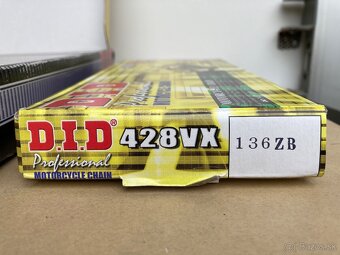 D.I.D® 428VX 136ZB
Professional
MOTORCYCLE CHAIN